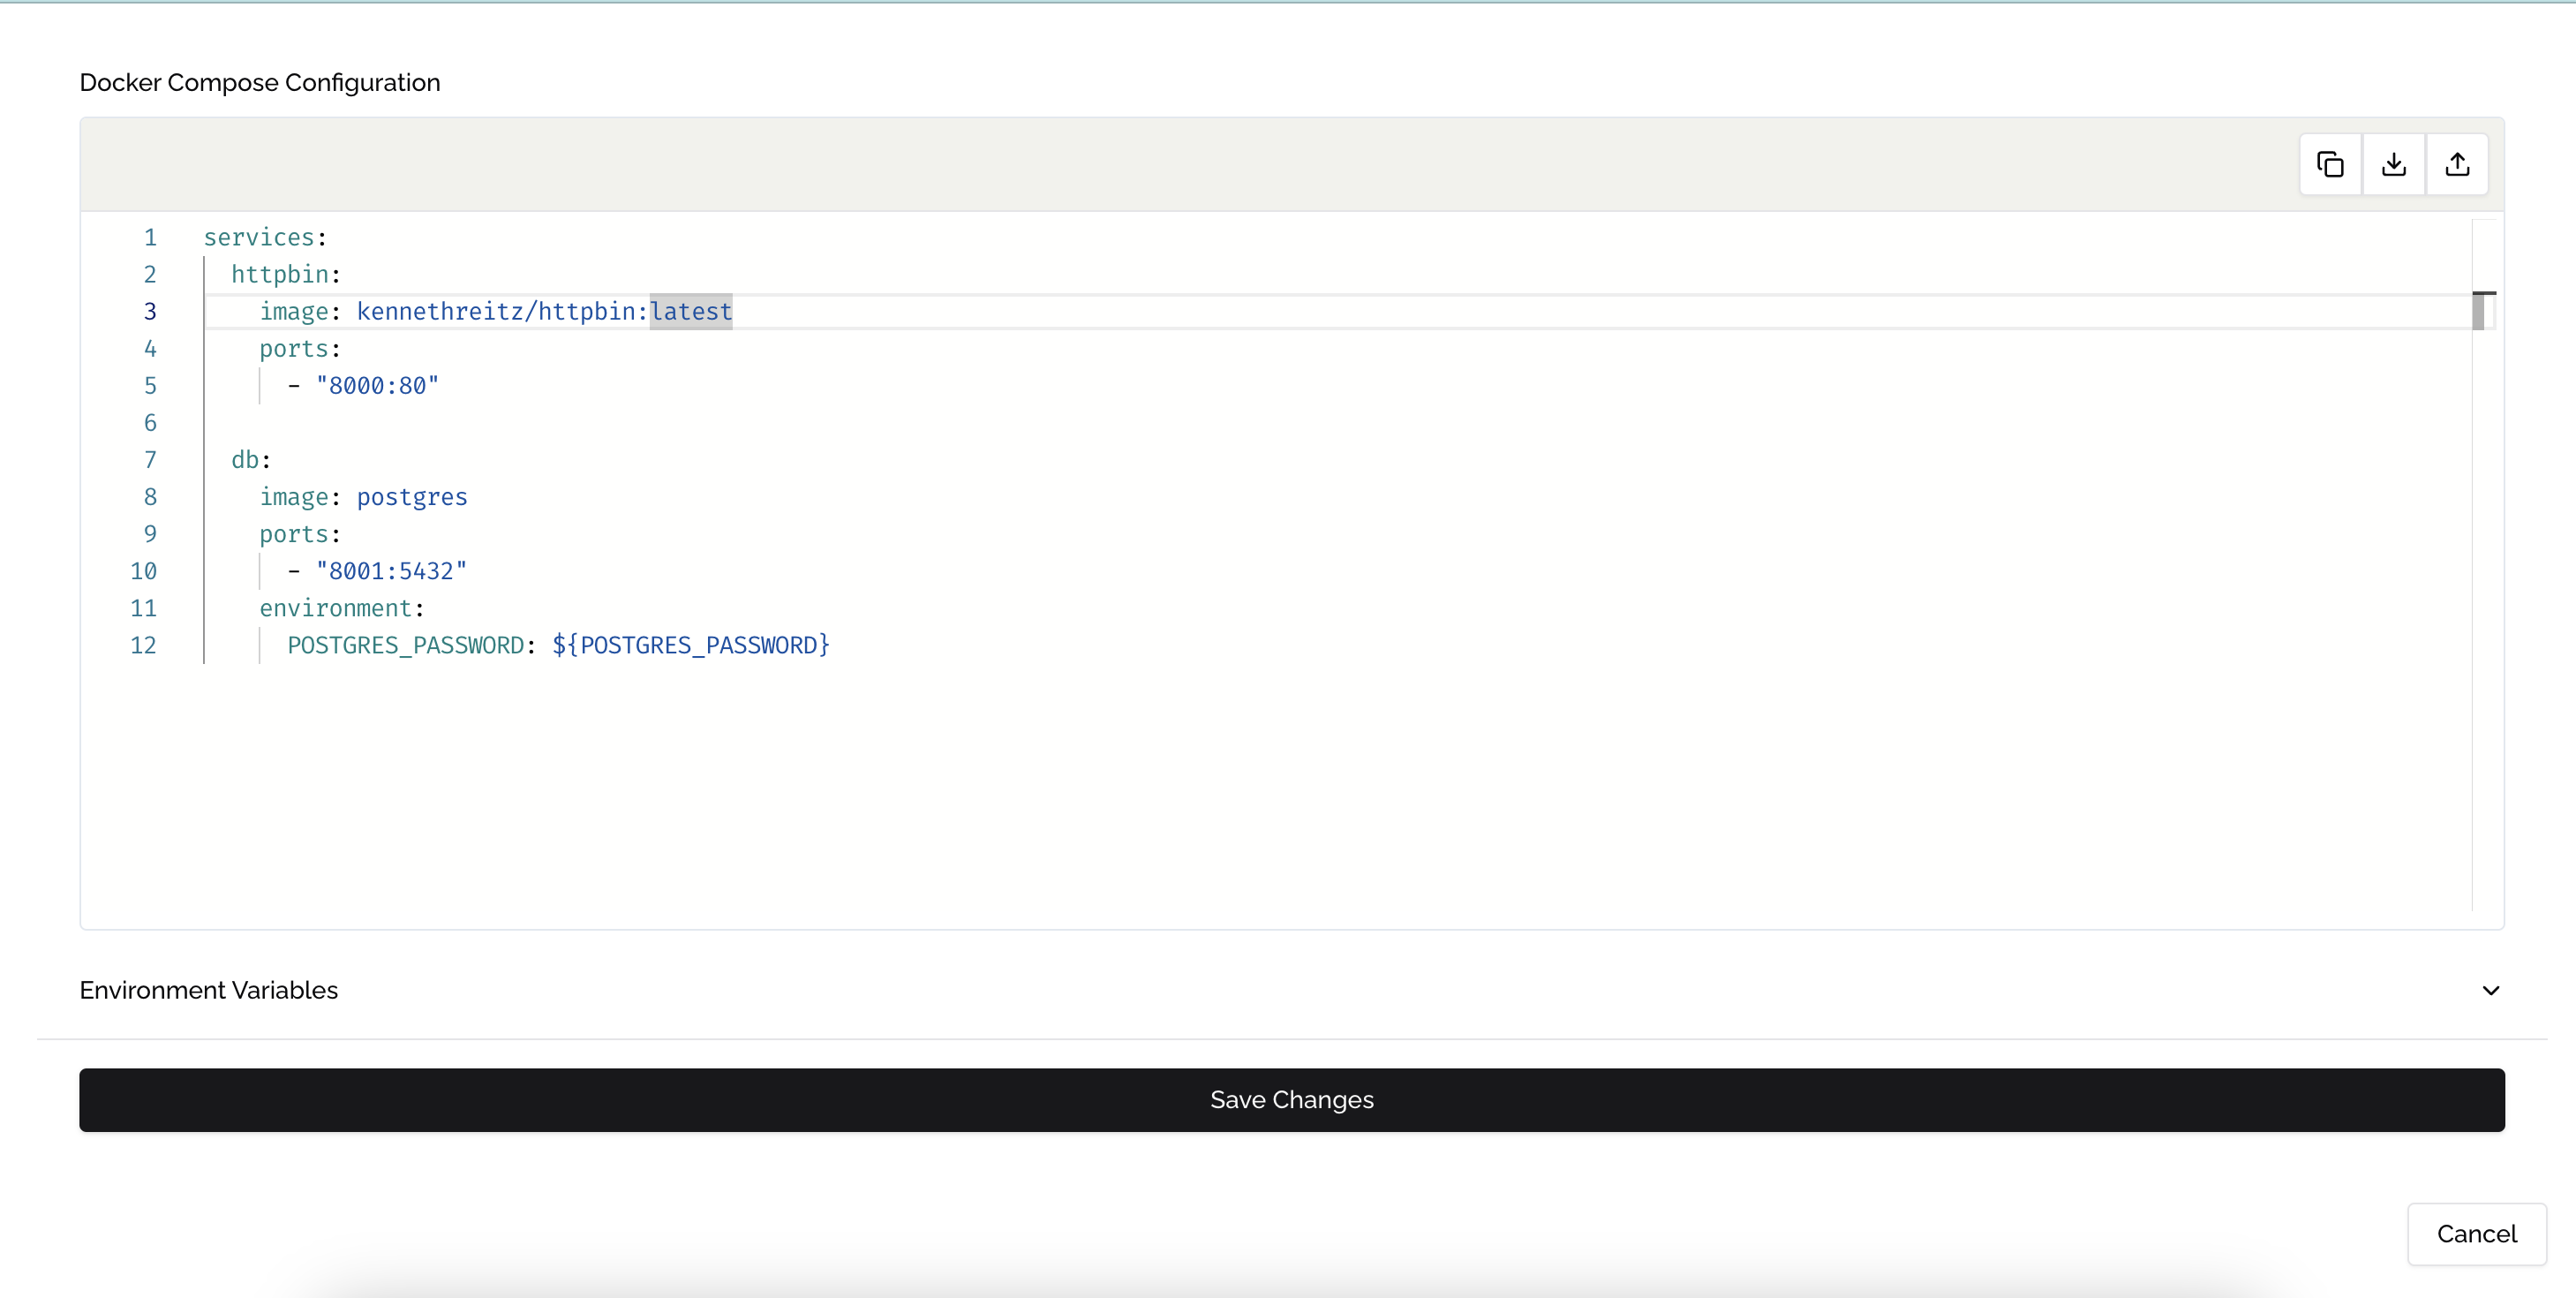 Docker Compose Configuration
1 services:
2   httpbin:
3     image: kennethreitz/httpbin:latest
4     ports:
5       - "8000:80"
6
7   db:
8     image: postgres
9     ports:
10       - "8001:5432"
11     environment:
12       POSTGRES_PASSWORD: ${POSTGRES_PASSWORD}
Environment Variables
Save Changes
Cancel